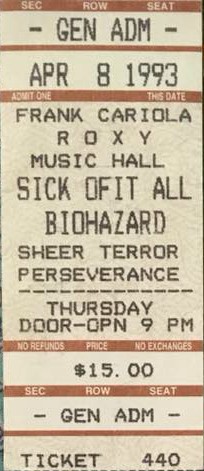 SEC ROW SEAT
- GEN ADM -
APR 8 1993
ADMIT ONE THIS DATE
FRANK CARIOLA
R O X Y
MUSIC HALL
SICK OFIT ALL
BIOHAZARD
SHEER TERROR
PERSEVERANCE
---------------
THURSDAY
DOOR-OPN 9 PM
NO REFUNDS PRICE NO EXCHANGES
$15.00
SEC ROW SEAT
- GEN ADM -
TICKET 440